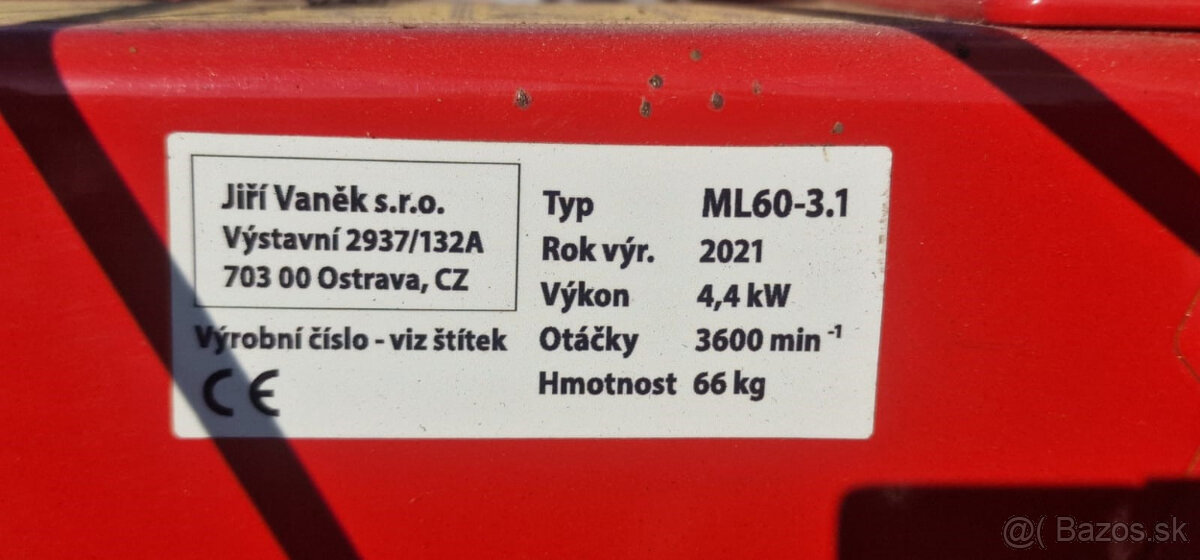 Jiří Vaněk s.r.o.
Výstavní 2937/132A
703 00 Ostrava, CZ
Výrobní číslo - viz štítek
CE
Typ ML60-3.1
Rok výr. 2021
Výkon 4,4 kW
Otáčky 3600 min⁻¹
Hmotnost 66 kg
@( Bazos.sk